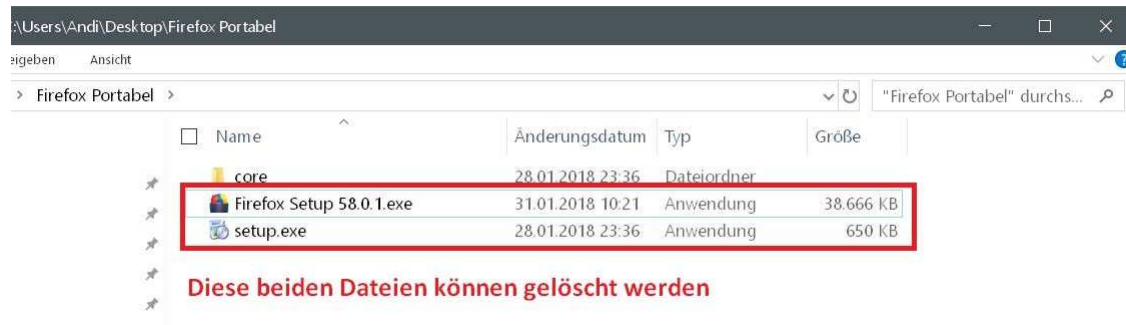 :\Users\Andi\Desktop\Firefox Portabel
eigeben Ansicht
Firefox Portabel "Firefox Portabel" durchs...
Name Änderungsdatum Typ Größe
core 28.01.2018 23:36 Dateiordner
Firefox Setup 58.0.1.exe 31.01.2018 10:21 Anwendung 38.666 KB
setup.exe 28.01.2018 23:36 Anwendung 650 KB
Diese beiden Dateien können gelöscht werden